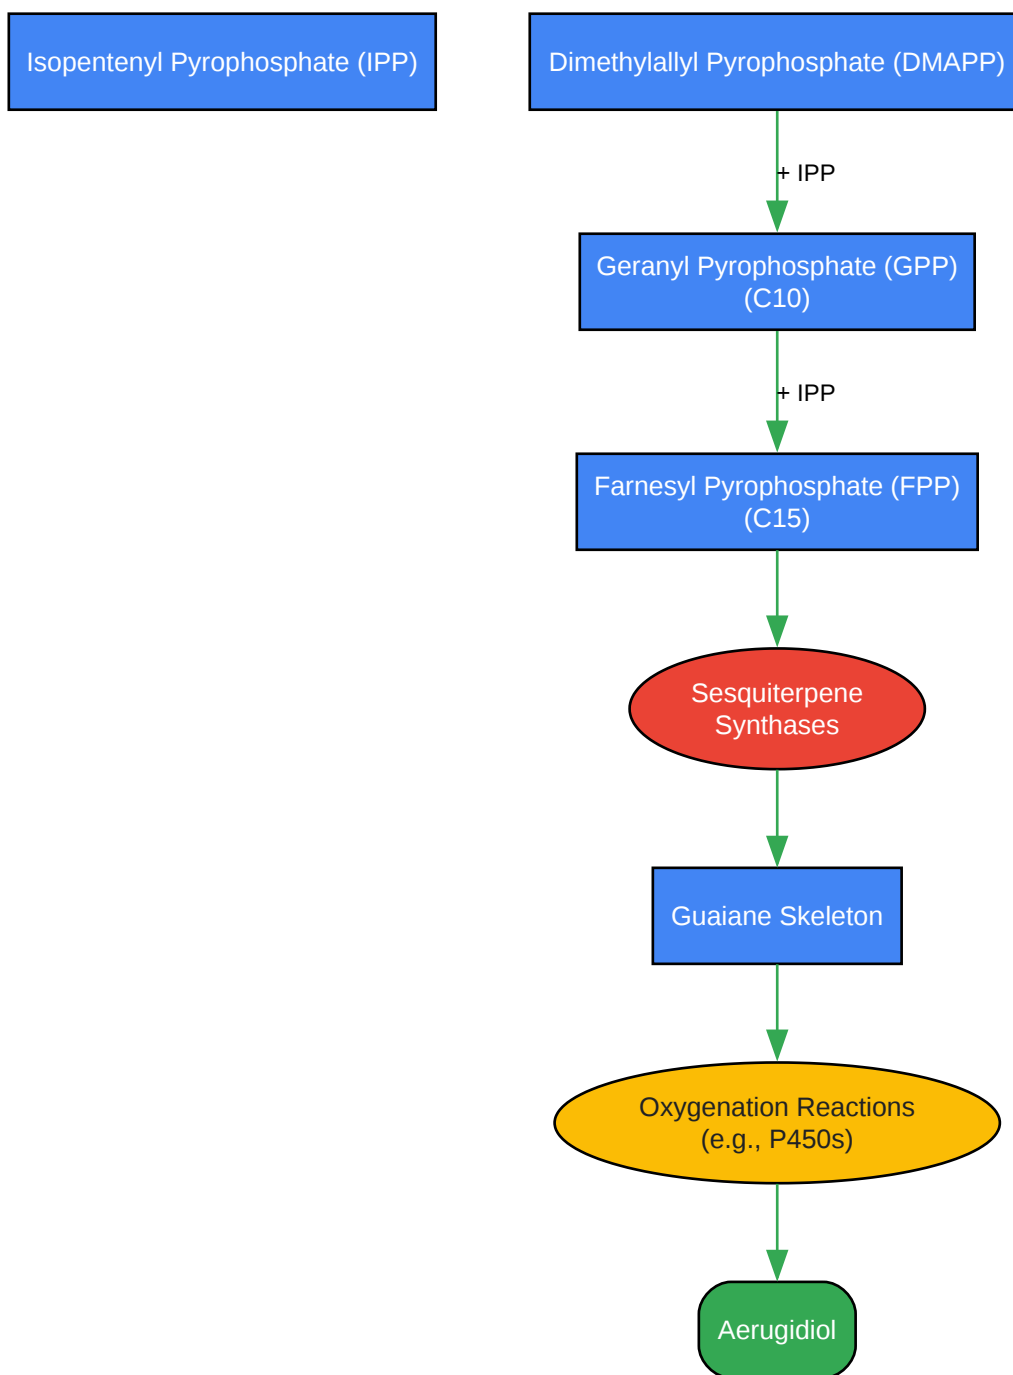 Isopentenyl Pyrophosphate (IPP)
Dimethylallyl Pyrophosphate (DMAPP)
+ IPP
Geranyl Pyrophosphate (GPP)
(C10)
+ IPP
Farnesyl Pyrophosphate (FPP)
(C15)
Sesquiterpene
Synthases
Guaiane Skeleton
Oxygenation Reactions
(e.g., P450s)
Aerugidiol